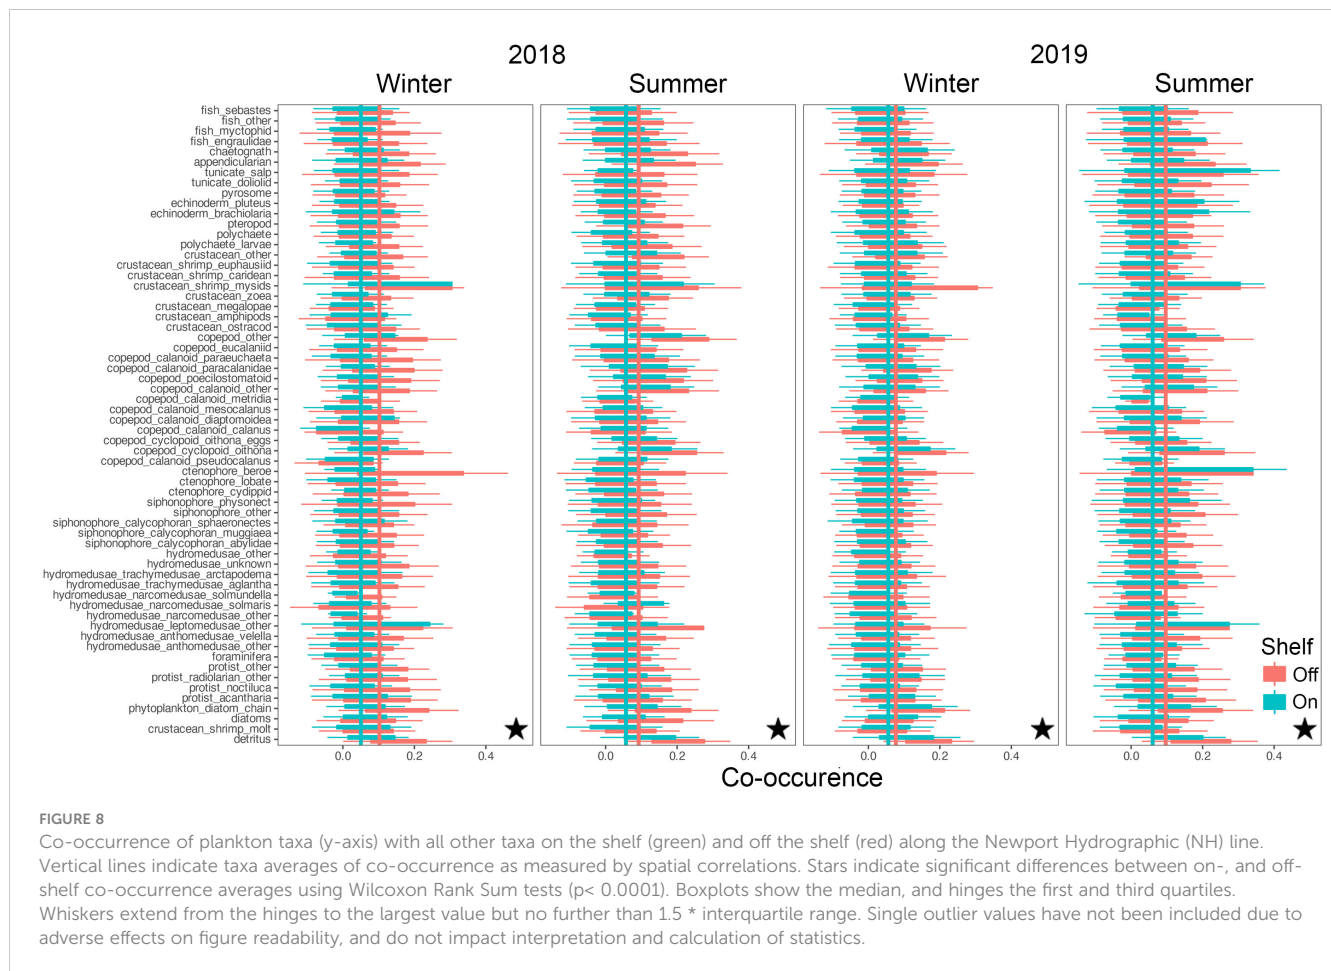 2018
2019
Winter
Summer
Winter
Summer
fish_sebastes
fish_other
fish_myctophid
fish_engraulidae
chaetognath
appendicularian
tunicate_salp
tunicate_doliolid
pyrosome
echinoderm_pluteus
echinoderm_brachiolaria
pteropod
polychaete
polychaete_larvae
crustacean_other
crustacean_shrimp_euphausiid
crustacean_shrimp_caridean
crustacean_shrimp_mysids
crustacean_zoea
crustacean_megalopae
crustacean_amphipods
crustacean_ostracod
copepod_other
copepod_eucalaniid
copepod_calanoid_paraeuchaeta
copepod_calanoid_paracalanidae
copepod_poecilostomatoid
copepod_calanoid_other
copepod_calanoid_metridia
copepod_calanoid_mesocalanus
copepod_calanoid_diaptomoidea
copepod_calanoid_calanus
copepod_cyclopoid_oithona_eggs
copepod_cyclopoid_oithona
copepod_calanoid_pseudocalanus
ctenophore_beroe
ctenophore_lobate
ctenophore_cydippid
siphonophore_physonect
siphonophore_other
siphonophore_calycophoran_sphaeronectes
siphonophore_calycophoran_muggiaea
siphonophore_calycophoran_abylidae
hydromedusae_other
hydromedusae_unknown
hydromedusae_trachymedusae_arctapodema
hydromedusae_trachymedusae_aglantha
hydromedusae_narcomedusae_solmundella
hydromedusae_narcomedusae_solmaris
hydromedusae_narcomedusae_other
hydromedusae_leptomedusae_other
hydromedusae_anthomedusae_velella
hydromedusae_anthomedusae_other
foraminifera
protist_other
protist_radiolarian_other
protist_noctiluca
protist_acantharia
phytoplankton_diatom_chain
diatoms
crustacean_shrimp_molt
detritus
Shelf
Off
On
0.0 0.2 0.4
0.0 0.2 0.4
0.0 0.2 0.4
0.0 0.2 0.4
Co-occurence
FIGURE 8
Co-occurrence of plankton taxa (y-axis) with all other taxa on the shelf (green) and off the shelf (red) along the Newport Hydrographic (NH) line.
Vertical lines indicate taxa averages of co-occurrence as measured by spatial correlations. Stars indicate significant differences between on-, and off-
shelf co-occurrence averages using Wilcoxon Rank Sum tests (p< 0.0001). Boxplots show the median, and hinges the first and third quartiles.
Whiskers extend from the hinges to the largest value but no further than 1.5 * interquartile range. Single outlier values have not been included due to
adverse effects on figure readability, and do not impact interpretation and calculation of statistics.